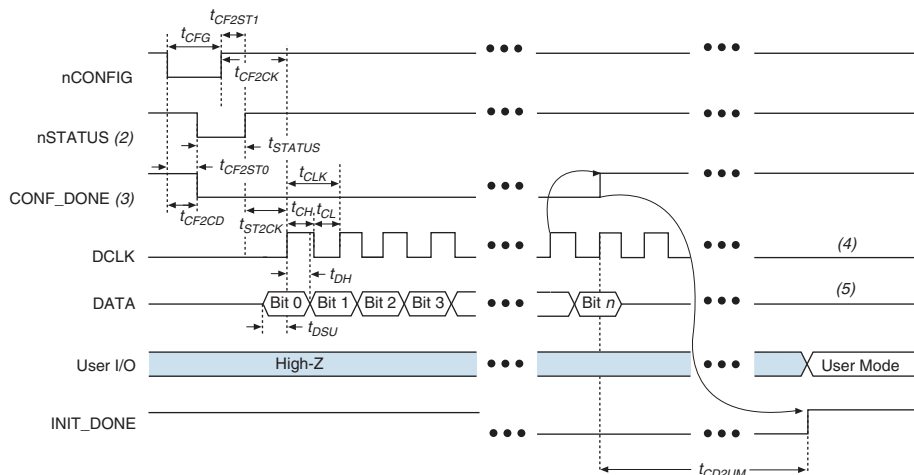 tCF2ST1
tCFG
nCONFIG
tCF2CK
nSTATUS (2)
tSTATUS
tCF2ST0
tCLK
CONF_DONE (3)
tCF2CD
tST2CK
tCH
tCL
DCLK
(4)
tDH
DATA
Bit 0
Bit 1
Bit 2
Bit 3
Bit n
(5)
tDSU
User I/O
High-Z
User Mode
INIT_DONE
tCD2UM